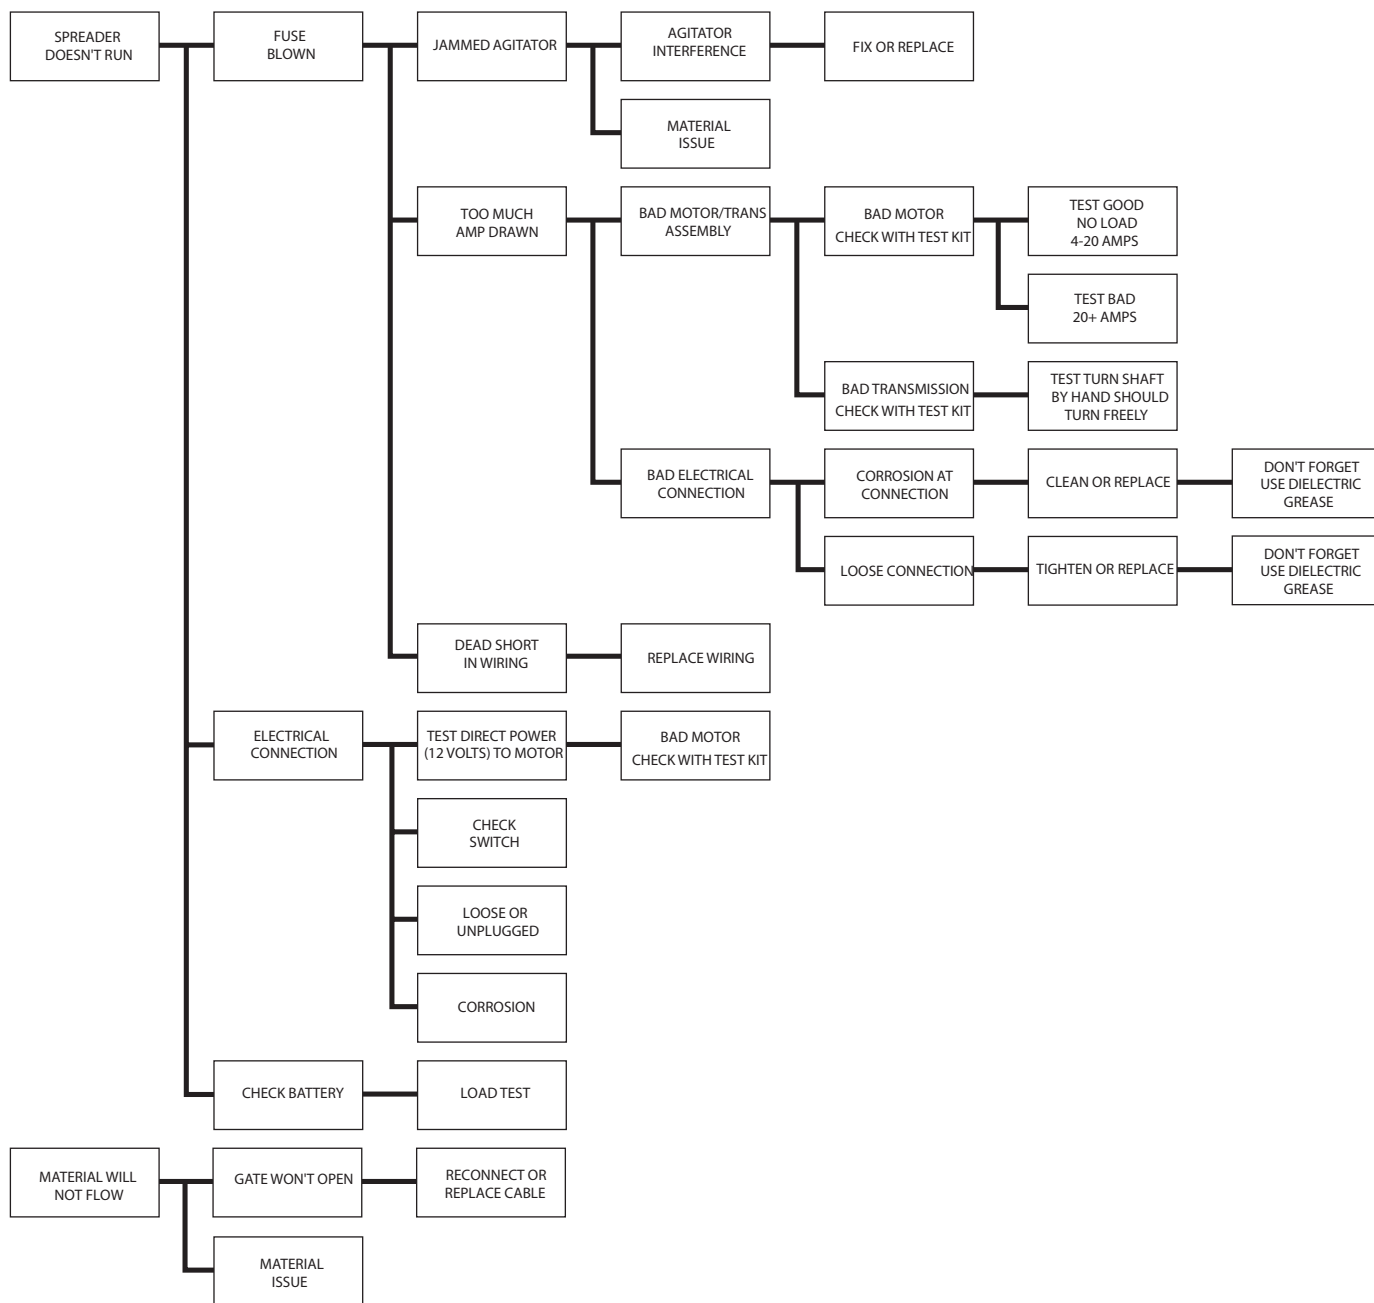 SPREADER
DOESN'T RUN
FUSE
BLOWN
JAMMED AGITATOR
AGITATOR
INTERFERENCE
FIX OR REPLACE
MATERIAL
ISSUE
TOO MUCH
AMP DRAWN
BAD MOTOR/TRANS
ASSEMBLY
BAD MOTOR
CHECK WITH TEST KIT
TEST GOOD
NO LOAD
4-20 AMPS
TEST BAD
20+ AMPS
BAD TRANSMISSION
CHECK WITH TEST KIT
TEST TURN SHAFT
BY HAND SHOULD
TURN FREELY
BAD ELECTRICAL
CONNECTION
CORROSION AT
CONNECTION
CLEAN OR REPLACE
DON'T FORGET
USE DIELECTRIC
GREASE
LOOSE CONNECTION
TIGHTEN OR REPLACE
DON'T FORGET
USE DIELECTRIC
GREASE
DEAD SHORT
IN WIRING
REPLACE WIRING
ELECTRICAL
CONNECTION
TEST DIRECT POWER
(12 VOLTS) TO MOTOR
BAD MOTOR
CHECK WITH TEST KIT
CHECK
SWITCH
LOOSE OR
UNPLUGGED
CORROSION
CHECK BATTERY
LOAD TEST
MATERIAL WILL
NOT FLOW
GATE WON'T OPEN
RECONNECT OR
REPLACE CABLE
MATERIAL
ISSUE